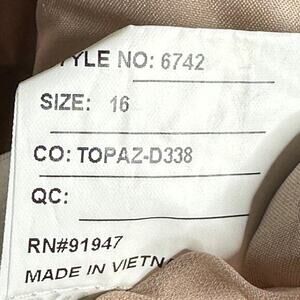 TYLE NO: 6742
SIZE: 16
CO: TOPAZ-D338
QC:
RN#91947
MADE IN VIETN